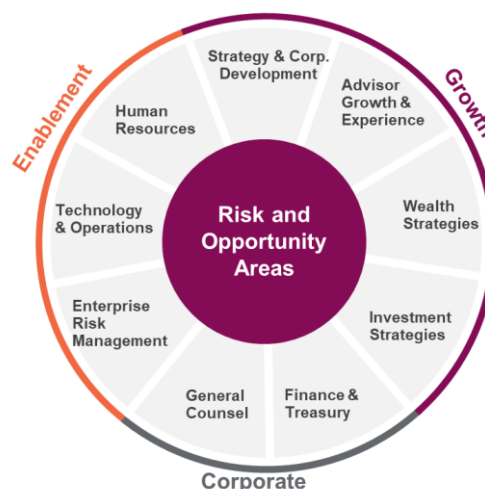 Enablement
Growth
Corporate
Strategy & Corp.
Development
Advisor
Growth &
Experience
Wealth
Strategies
Investment
Strategies
Finance &
Treasury
General
Counsel
Enterprise
Risk
Management
Technology
& Operations
Human
Resources
Risk and
Opportunity
Areas